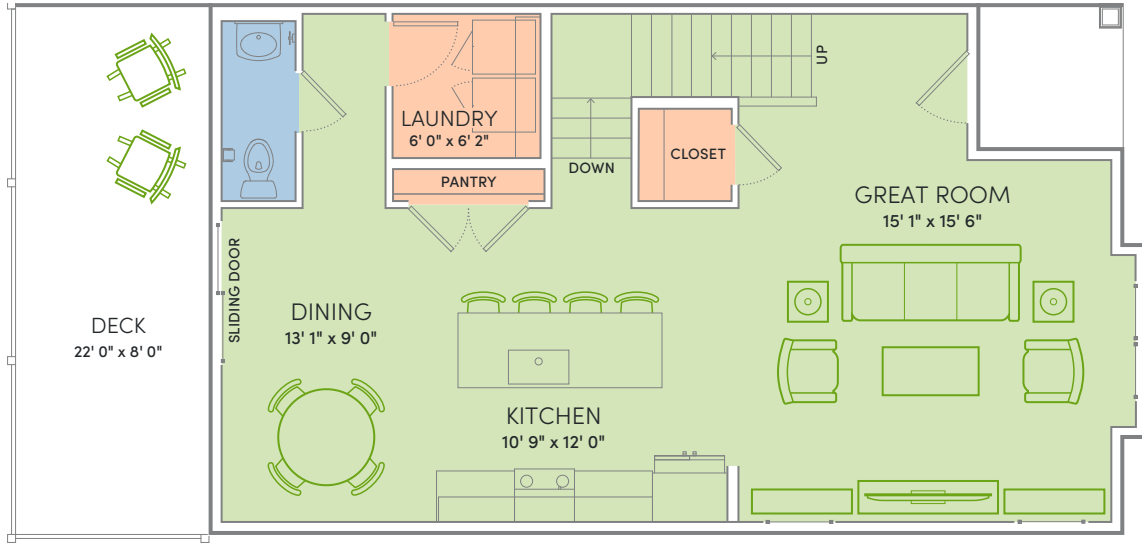 UP
LAUNDRY
6' 0" x 6' 2"
CLOSET
DOWN
PANTRY
GREAT ROOM
15' 1" x 15' 6"
SLIDING DOOR
DINING
13' 1" x 9' 0"
DECK
22' 0" x 8' 0"
KITCHEN
10' 9" x 12' 0"